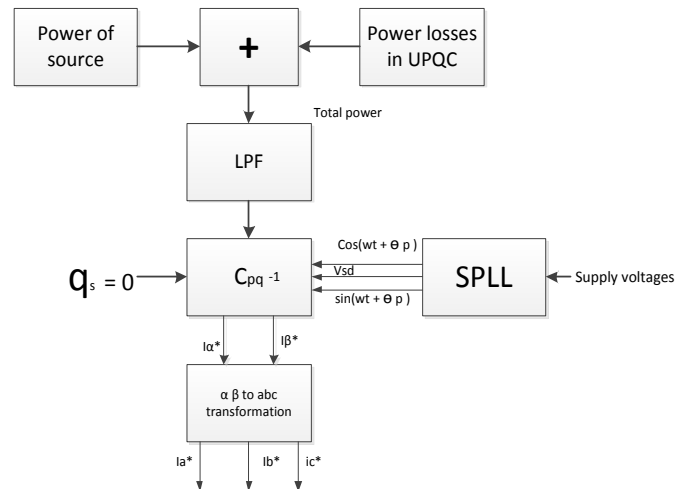 Power of
source
+
Power losses
in UPQC
Total power
LPF
Cos(wt + ϴ p )
Vsd
sin(wt + ϴ p )
qs = 0
Cpq -1
SPLL
Supply voltages
Iα*
Iβ*
α β to abc
transformation
Ia*
Ib*
ic*